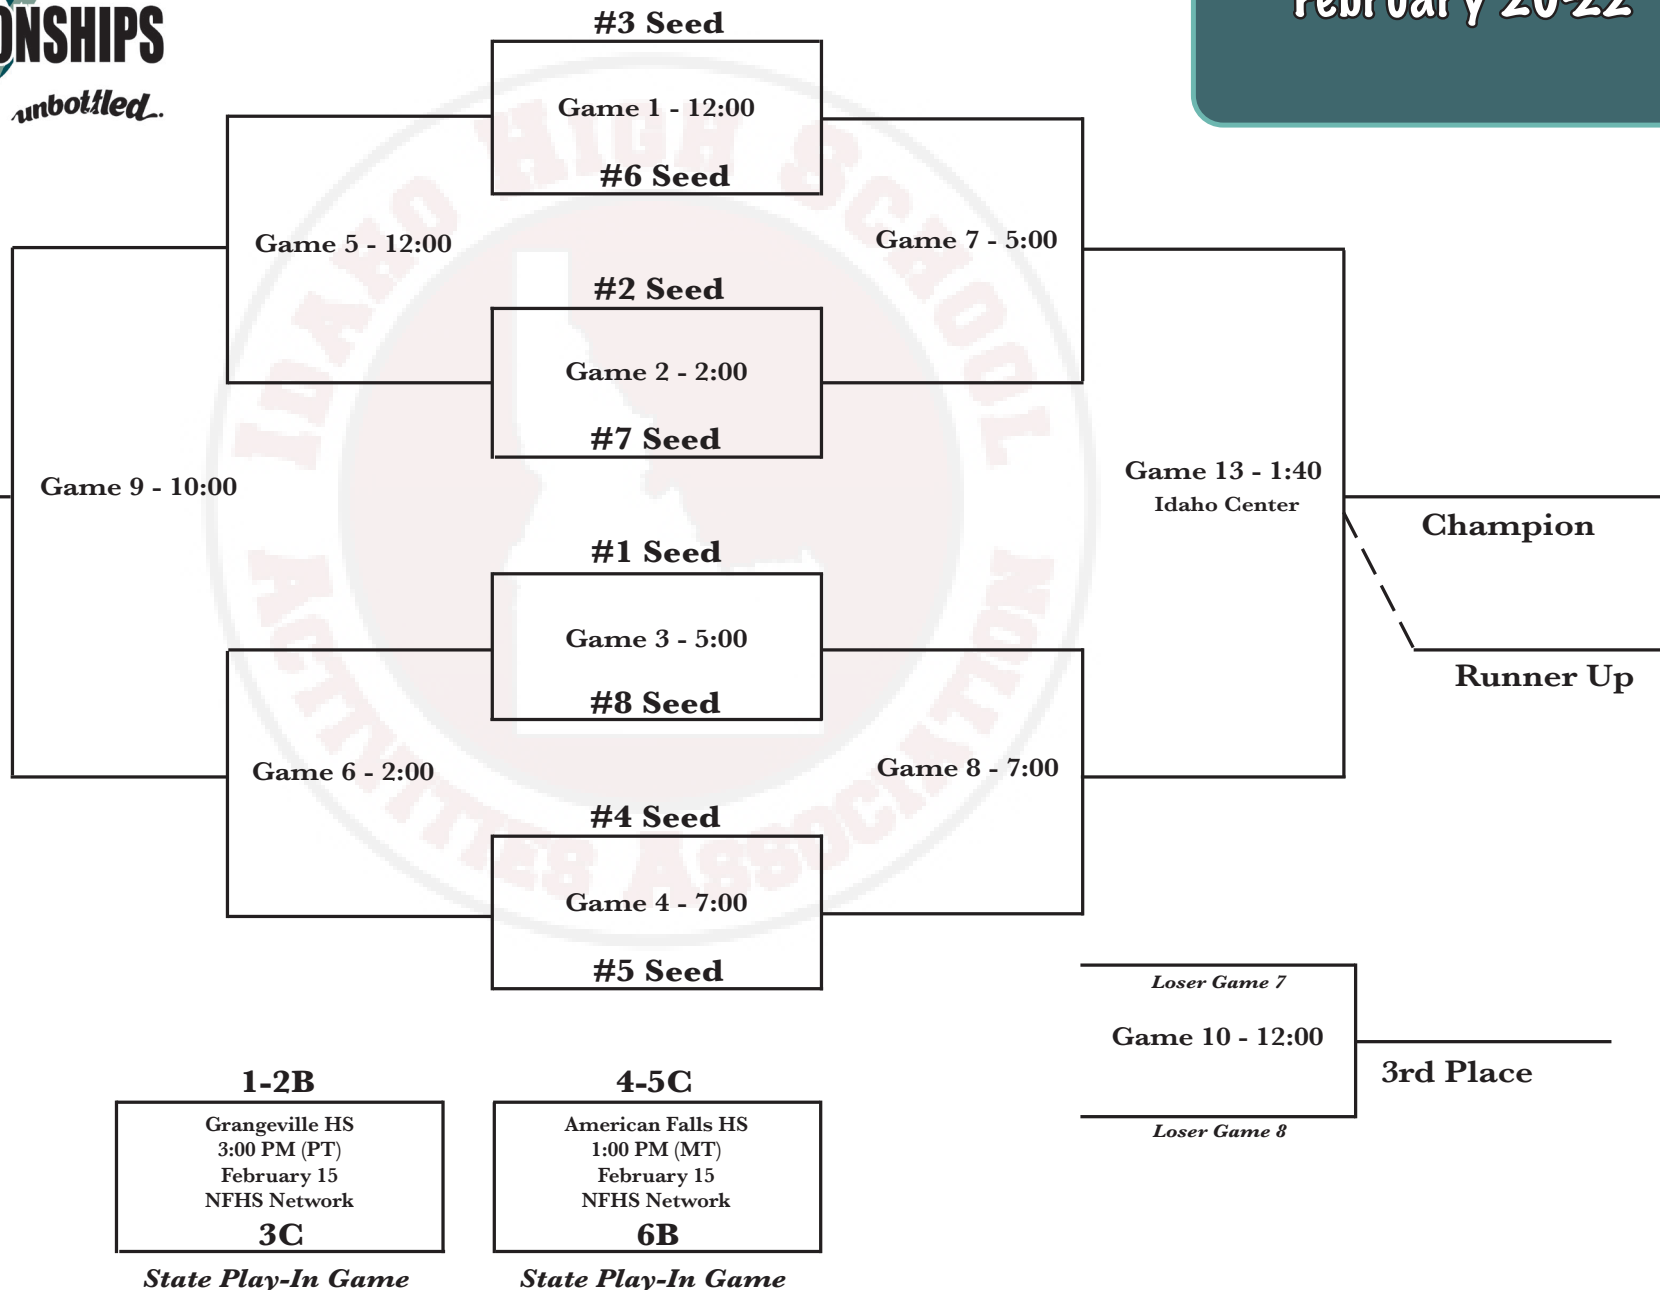 ONSHIPS
unbottled.
February 20-22
#3 Seed
Game 1 - 12:00
#6 Seed
Game 5 - 12:00
Game 7 - 5:00
#2 Seed
Game 2 - 2:00
#7 Seed
Game 9 - 10:00
Game 13 - 1:40
Idaho Center
Champion
#1 Seed
Game 3 - 5:00
#8 Seed
Runner Up
Game 6 - 2:00
Game 8 - 7:00
#4 Seed
Game 4 - 7:00
#5 Seed
Loser Game 7
Game 10 - 12:00
3rd Place
Loser Game 8
1-2B
Grangeville HS
3:00 PM (PT)
February 15
NFHS Network
3C
State Play-In Game
4-5C
American Falls HS
1:00 PM (MT)
February 15
NFHS Network
6B
State Play-In Game
IDAHO HIGH SCHOOL
ACTIVITIES ASSOCIATION